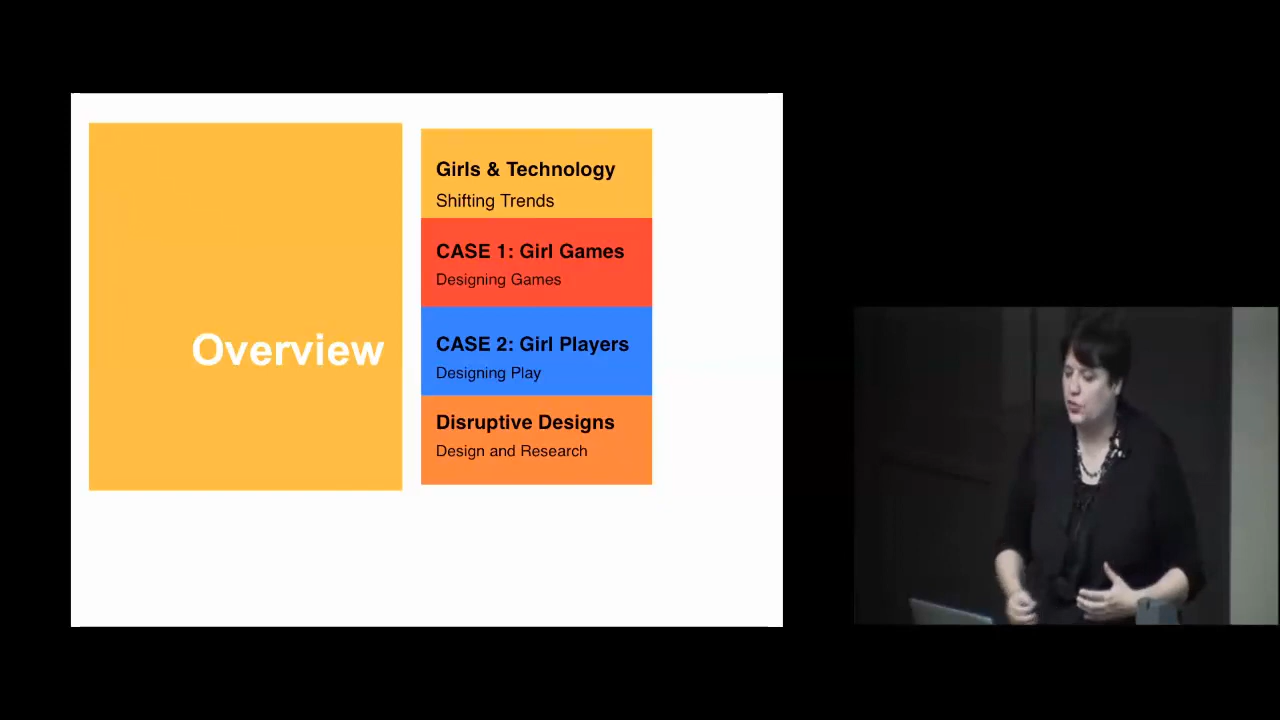 Overview
Girls & Technology
Shifting Trends
CASE 1: Girl Games
Designing Games
CASE 2: Girl Players
Designing Play
Disruptive Designs
Design and Research